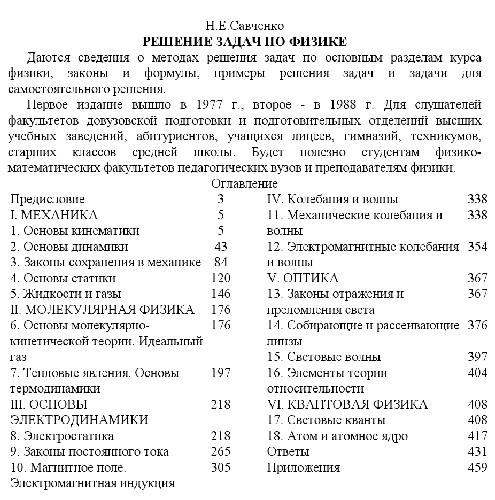 Н.Е.Савченко
РЕШЕНИЕ ЗАДАЧ ПО ФИЗИКЕ
Даются сведения о методах решения задач по основным разделам курса
физики, законы и формулы, примеры решения задач и задачи для
самостоятельного решения.
Первое издание вышло в 1977 г., второе - в 1988 г. Для слушателей
факультетов довузовской подготовки и подготовительных отделений высших
учебных заведений, абитуриентов, учащихся лицеев, гимназий, техникумов,
старших классов средней школы. Будет полезно студентам физико-
математических факультетов педагогических вузов и преподавателям физики.
Оглавление
Предисловие 3
I. МЕХАНИКА 5
1. Основы кинематики 5
2. Основы динамики 43
3. Законы сохранения в механике 84
4. Основы статики 120
5. Жидкости и газы 146
II. МОЛЕКУЛЯРНАЯ ФИЗИКА 176
6. Основы молекулярно- 176
кинетической теории. Идеальный
газ
7. Тепловые явления. Основы 197
термодинамики
III. ОСНОВЫ 218
ЭЛЕКТРОДИНАМИКИ
8. Электростатика 218
9. Законы постоянного тока 265
10. Магнитное поле. 305
Электромагнитная индукция
IV. Колебания и волны 338
11. Механические колебания и 338
волны
12. Электромагнитные колебания 354
и волны
V. ОПТИКА 367
13. Законы отражения и 367
преломления света
14. Собирающие и рассеивающие 376
линзы
15. Световые волны 397
16. Элементы теории 404
относительности
VI. КВАНТОВАЯ ФИЗИКА 408
17. Световые кванты 408
18. Атом и атомное ядро 417
Ответы 431
Приложения 459